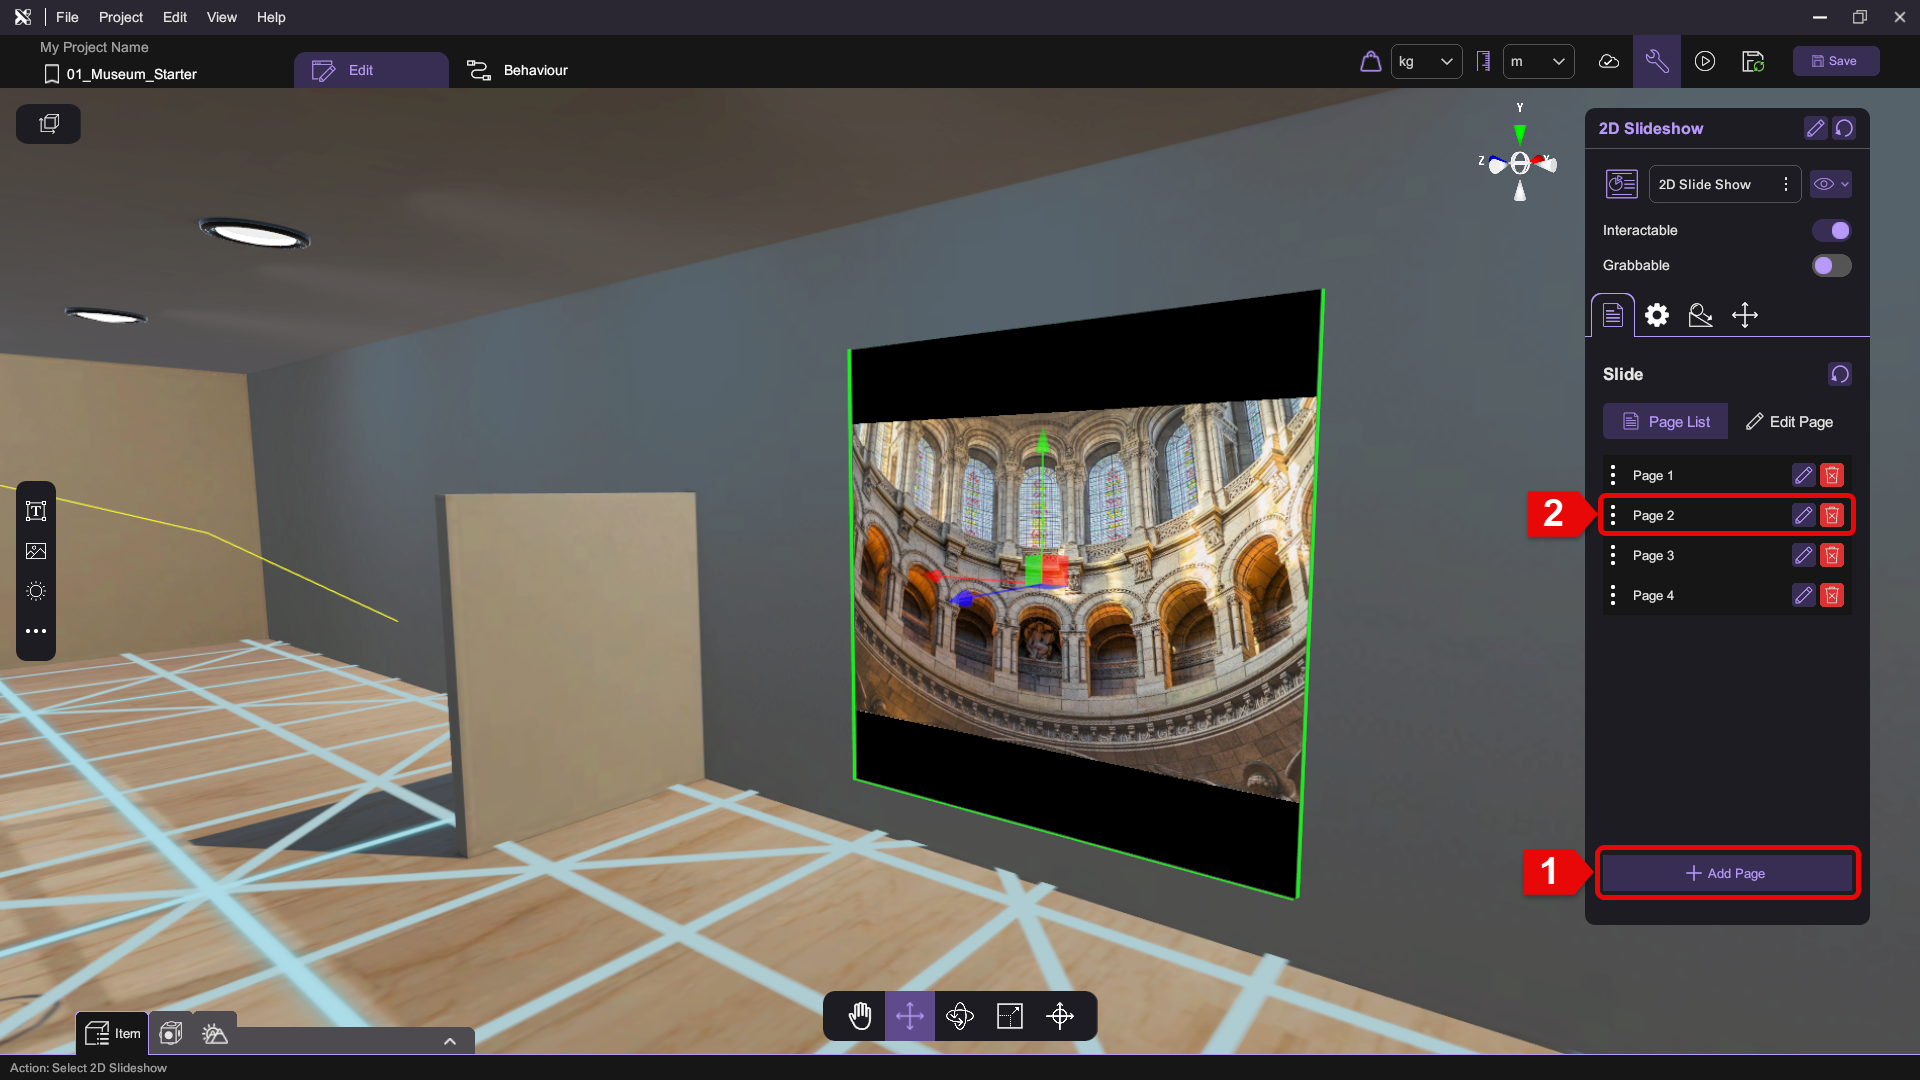 File Project Edit View Help
My Project Name
01_Museum_Starter
Edit
Behaviour
kg
m
Save
Y
Z
X
2D Slideshow
2D Slide Show
Interactable
Grabbable
Slide
Page List
Edit Page
Page 1
2
Page 2
Page 3
Page 4
1
Add Page
T
Item
Action: Select 2D Slideshow